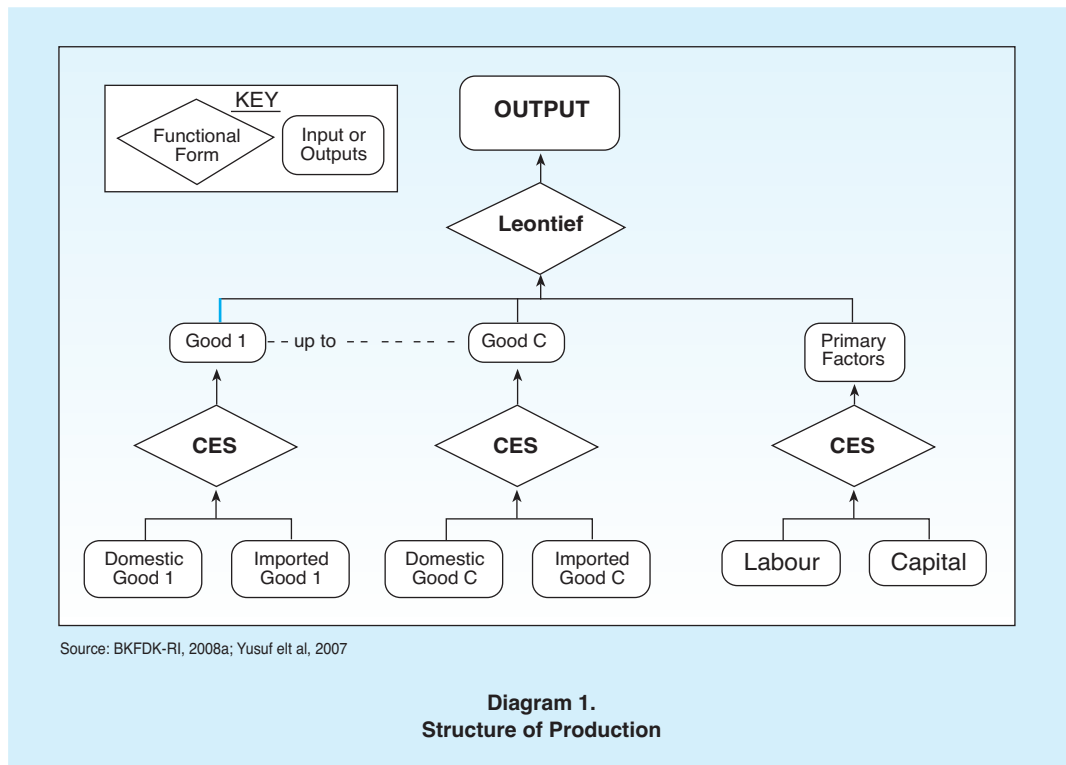 KEY
Functional
Form
Input or
Outputs
OUTPUT
Leontief
Good 1
up to
Good C
Primary
Factors
CES
CES
CES
Domestic
Good 1
Imported
Good 1
Domestic
Good C
Imported
Good C
Labour
Capital
Source: BKFDK-RI, 2008a; Yusuf elt al, 2007
Diagram 1.
Structure of Production